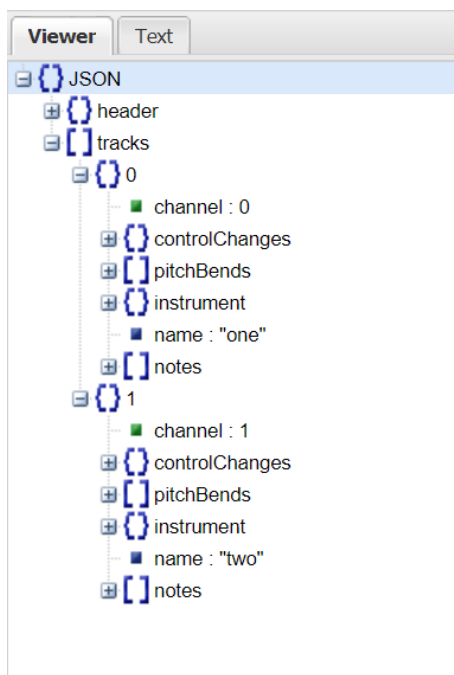 Viewer Text
JSON
header
tracks
0
channel : 0
controlChanges
pitchBends
instrument
name : "one"
notes
1
channel : 1
controlChanges
pitchBends
instrument
name : "two"
notes